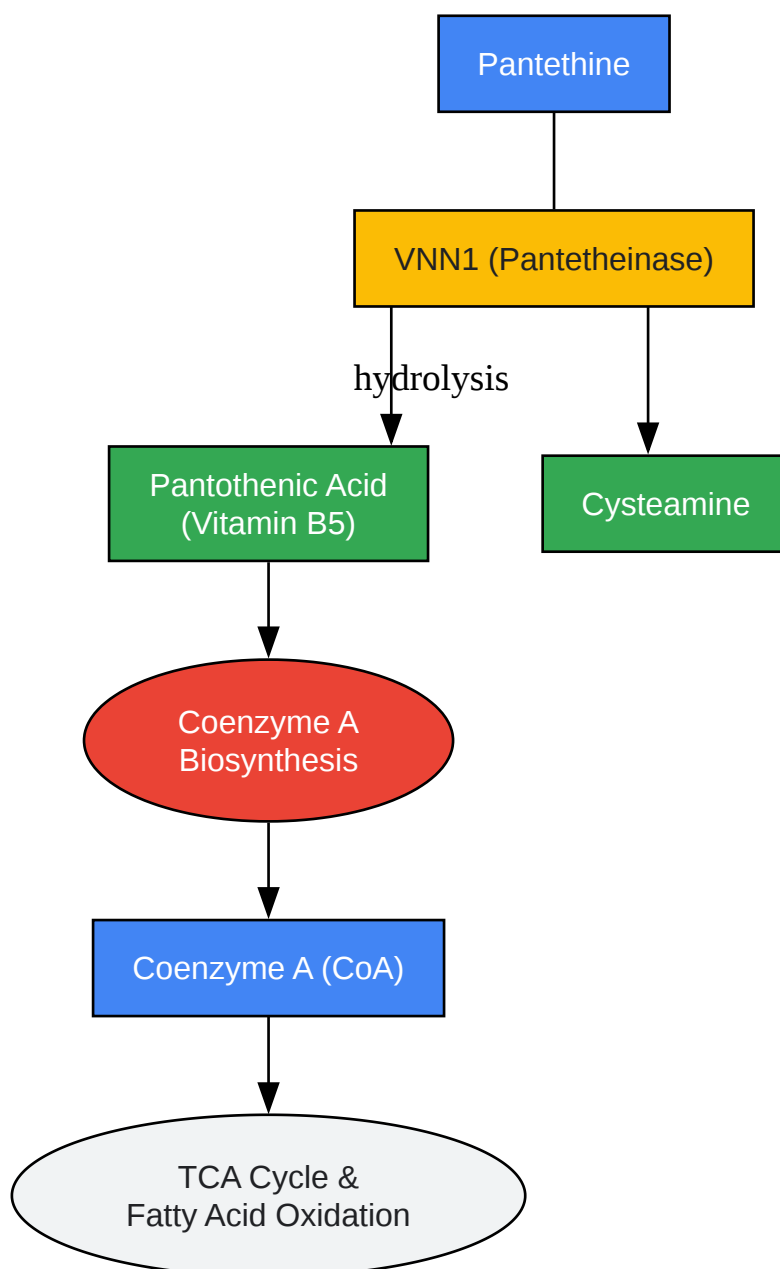 Pantethine
VNN1 (Pantetheinase)
hydrolysis
Pantothenic Acid
(Vitamin B5)
Cysteamine
Coenzyme A
Biosynthesis
Coenzyme A (CoA)
TCA Cycle &
Fatty Acid Oxidation